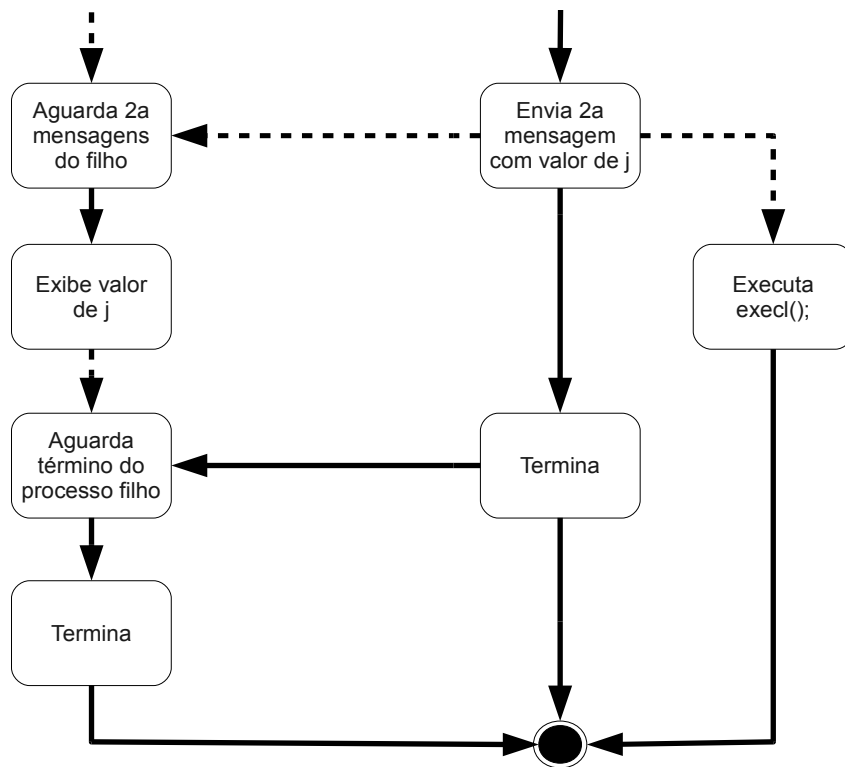 Aguarda 2a
mensagens
do filho
Envia 2a
mensagem
com valor de j
Exibe valor
de j
Executa
execl();
Aguarda
término do
processo filho
Termina
Termina